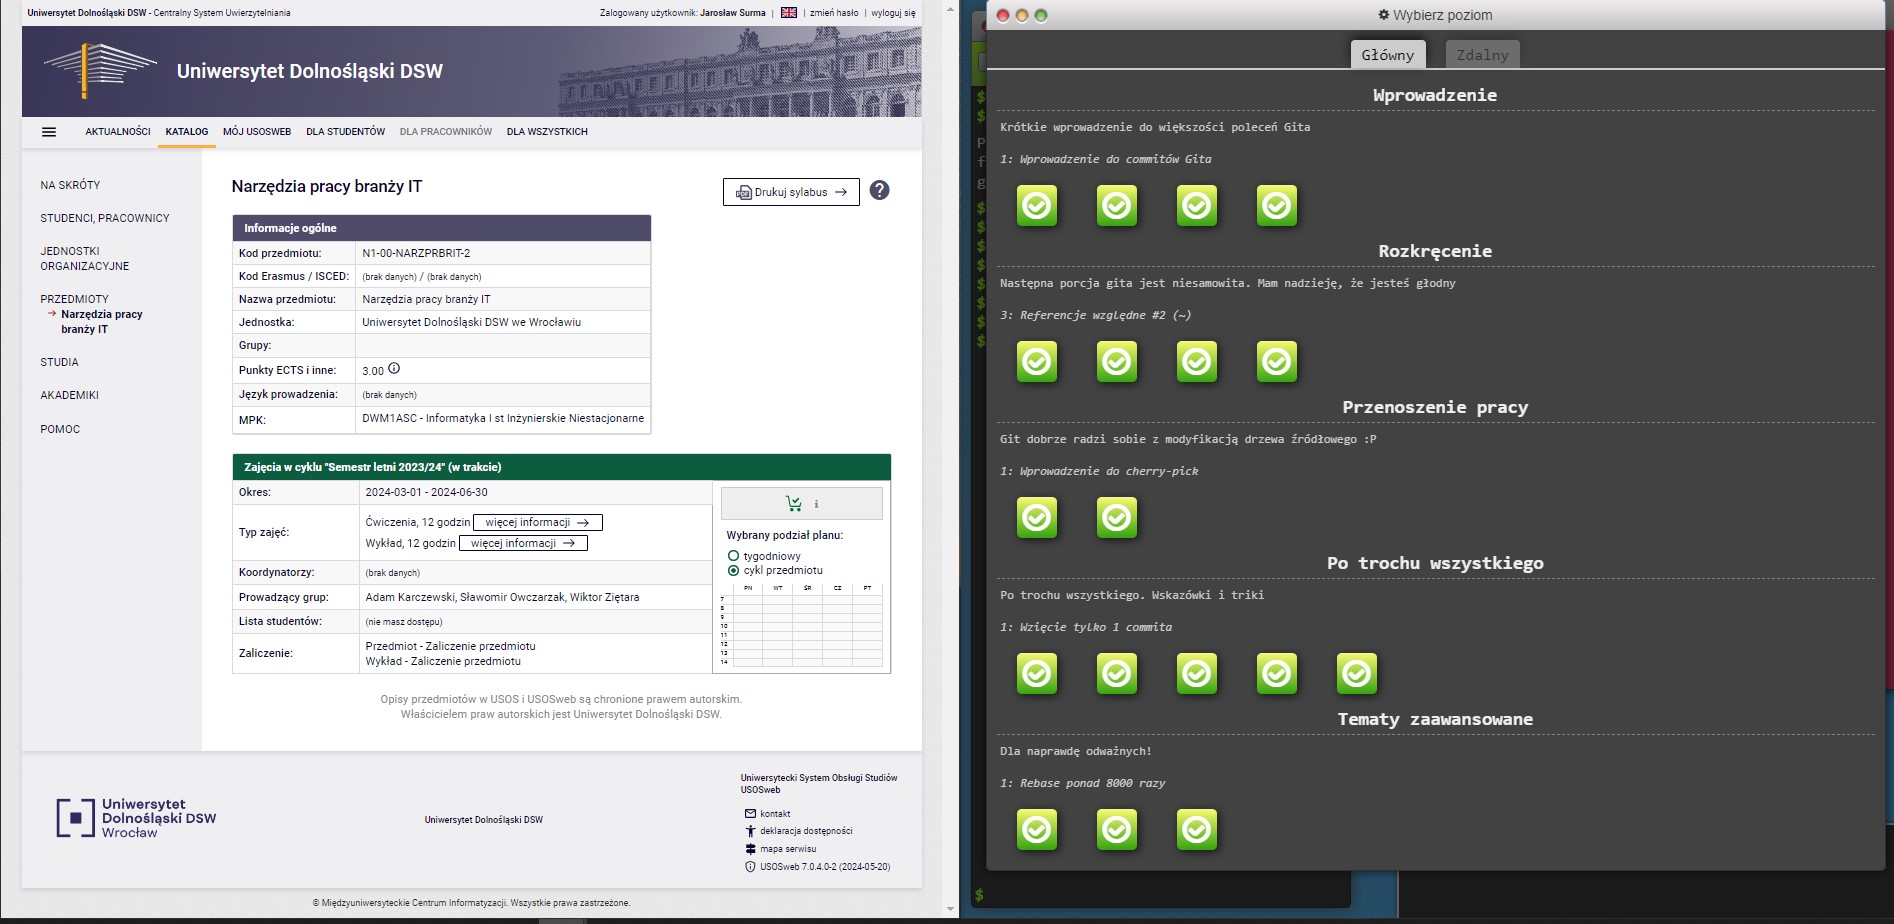 Uniwersytet Dolnośląski DSW - Centralny System Uwierzytelniania
Zalogowany użytkownik: Jarosław Surma | | zmień hasło | wyloguj się
Uniwersytet Dolnośląski DSW
AKTUALNOŚCI KATALOG MÓJ USOSWEB DLA STUDENTÓW DLA PRACOWNIKÓW DLA WSZYSTKICH
NA SKRÓTY
STUDENCI, PRACOWNICY
JEDNOSTKI
ORGANIZACYJNE
PRZEDMIOTY
→ Narzędzia pracy
branży IT
STUDIA
AKADEMIKI
POMOC
Narzędzia pracy branży IT
Drukuj sylabus →
?
Informacje ogólne
Kod przedmiotu: N1-00-NARZPRBRIT-2
Kod Erasmus / ISCED: (brak danych) / (brak danych)
Nazwa przedmiotu: Narzędzia pracy branży IT
Jednostka: Uniwersytet Dolnośląski DSW we Wrocławiu
Grupy:
Punkty ECTS i inne: 3.00
Język prowadzenia: (brak danych)
MPK: DWM1ASC - Informatyka I st Inżynierskie Niestacjonarne
Zajęcia w cyklu "Semestr letni 2023/24" (w trakcie)
Okres: 2024-03-01 - 2024-06-30
Typ zajęć:
Ćwiczenia, 12 godzin więcej informacji →
Wykład, 12 godzin więcej informacji →
Koordynatorzy: (brak danych)
Prowadzący grup: Adam Karczewski, Sławomir Owczarzak, Wiktor Ziętara
Lista studentów: (nie masz dostępu)
Zaliczenie:
Przedmiot - Zaliczenie przedmiotu
Wykład - Zaliczenie przedmiotu
i
Wybrany podział planu:
tygodniowy
cykl przedmiotu
PN WT ŚR CZ PT
7
8
9
10
11
12
13
14
Opisy przedmiotów w USOS i USOSweb są chronione prawem autorskim.
Właścicielem praw autorskich jest Uniwersytet Dolnośląski DSW.
Uniwersytet
Dolnośląski DSW
Wrocław
Uniwersytet Dolnośląski DSW
Uniwersytecki System Obsługi Studiów
USOSweb
kontakt
deklaracja dostępności
mapa serwisu
USOSweb 7.0.4.0-2 (2024-05-20)
© Międzyuniwersyteckie Centrum Informatyzacji. Wszystkie prawa zastrzeżone.
Wybierz poziom
Główny Zdalny
Wprowadzenie
Krótkie wprowadzenie do większości poleceń Gita
1: Wprowadzenie do commitów Gita
Rozkręcenie
Następna porcja gita jest niesamowita. Mam nadzieję, że jesteś głodny
3: Referencje względne #2 (~)
Przenoszenie pracy
Git dobrze radzi sobie z modyfikacją drzewa źródłowego :P
1: Wprowadzenie do cherry-pick
Po trochu wszystkiego
Po trochu wszystkiego. Wskazówki i triki
1: Wzięcie tylko 1 commita
Tematy zaawansowane
Dla naprawdę odważnych!
1: Rebase ponad 8000 razy
$
$
P
f
g
$
$
$
$
$
$
$
$
$